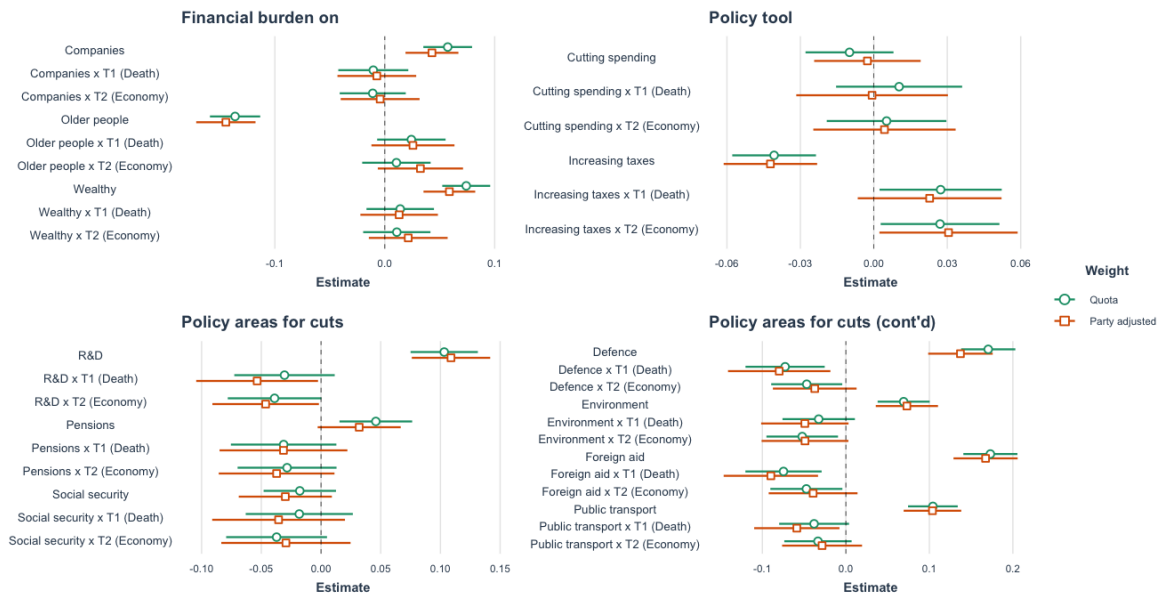 Financial burden on
Companies
Companies x T1 (Death)
Companies x T2 (Economy)
Older people
Older people x T1 (Death)
Older people x T2 (Economy)
Wealthy
Wealthy x T1 (Death)
Wealthy x T2 (Economy)
-0.1 0.0 0.1
Estimate
Policy tool
Cutting spending
Cutting spending x T1 (Death)
Cutting spending x T2 (Economy)
Increasing taxes
Increasing taxes x T1 (Death)
Increasing taxes x T2 (Economy)
-0.06 -0.03 0.00 0.03 0.06
Estimate
Policy areas for cuts
R&D
R&D x T1 (Death)
R&D x T2 (Economy)
Pensions
Pensions x T1 (Death)
Pensions x T2 (Economy)
Social security
Social security x T1 (Death)
Social security x T2 (Economy)
-0.10 -0.05 0.00 0.05 0.10 0.15
Estimate
Policy areas for cuts (cont'd)
Defence
Defence x T1 (Death)
Defence x T2 (Economy)
Environment
Environment x T1 (Death)
Environment x T2 (Economy)
Foreign aid
Foreign aid x T1 (Death)
Foreign aid x T2 (Economy)
Public transport
Public transport x T1 (Death)
Public transport x T2 (Economy)
-0.1 0.0 0.1 0.2
Estimate
Weight
Quota
Party adjusted